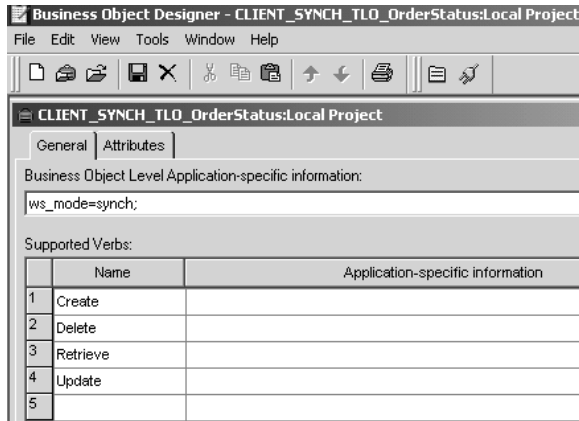 Business Object Designer - CLIENT_SYNCH_TLO_OrderStatus:Local Project
File Edit View Tools Window Help
CLIENT_SYNCH_TLO_OrderStatus:Local Project
General Attributes
Business Object Level Application-specific information:
ws_mode=synch;
Supported Verbs:
Name Application-specific information
1 Create
2 Delete
3 Retrieve
4 Update
5